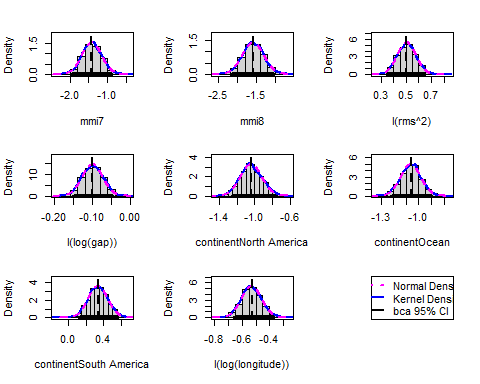 Density
0.0 1.5
-2.0 -1.0
mmi7
Density
0.0 1.5
-2.5 -1.5
mmi8
Density
0 2 4 6
0.3 0.5 0.7
I(rms^2)
Density
0 10
-0.20 -0.10 0.00
I(log(gap))
Density
0 2 4
-1.4 -1.0 -0.6
continentNorth America
Density
0 3 6
-1.3 -1.0
continentOcean
Density
0 2 4
0.0 0.4
continentSouth America
Density
0 3 6
-0.8 -0.6 -0.4
I(log(longitude))
Normal Dens
Kernel Dens
bca 95% CI